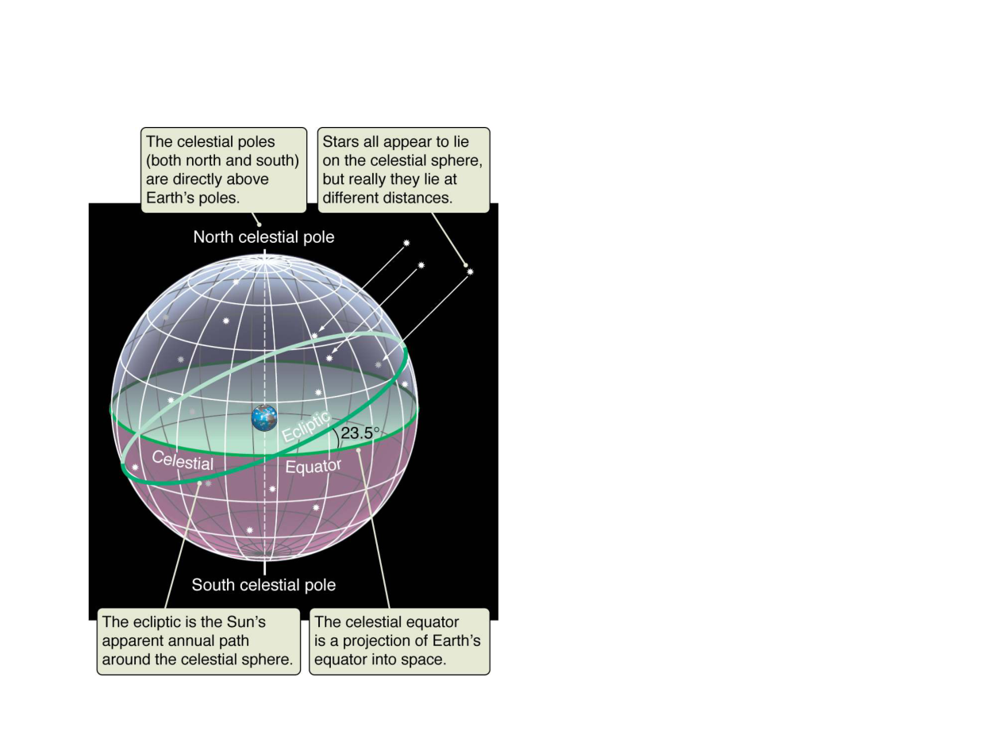 The celestial poles
(both north and south)
are directly above
Earth’s poles.
Stars all appear to lie
on the celestial sphere,
but really they lie at
different distances.
North celestial pole
Ecliptic
23.5°
Celestial
Equator
South celestial pole
The ecliptic is the Sun’s
apparent annual path
around the celestial sphere.
The celestial equator
is a projection of Earth’s
equator into space.